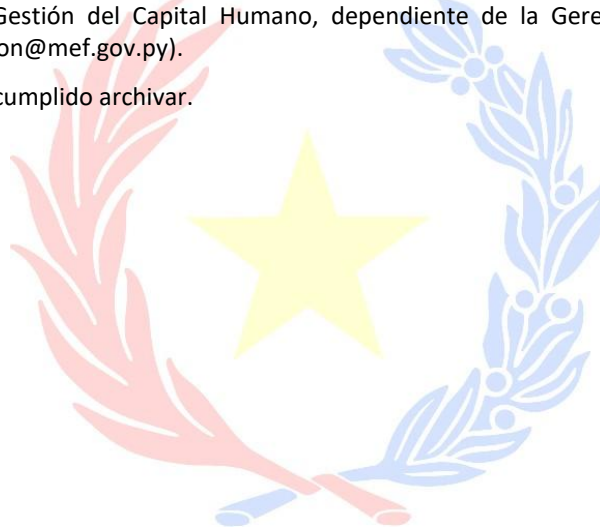 Gestión del Capital Humano, dependiente de la Gere
on@mef.gov.py).
cumplido archivar.